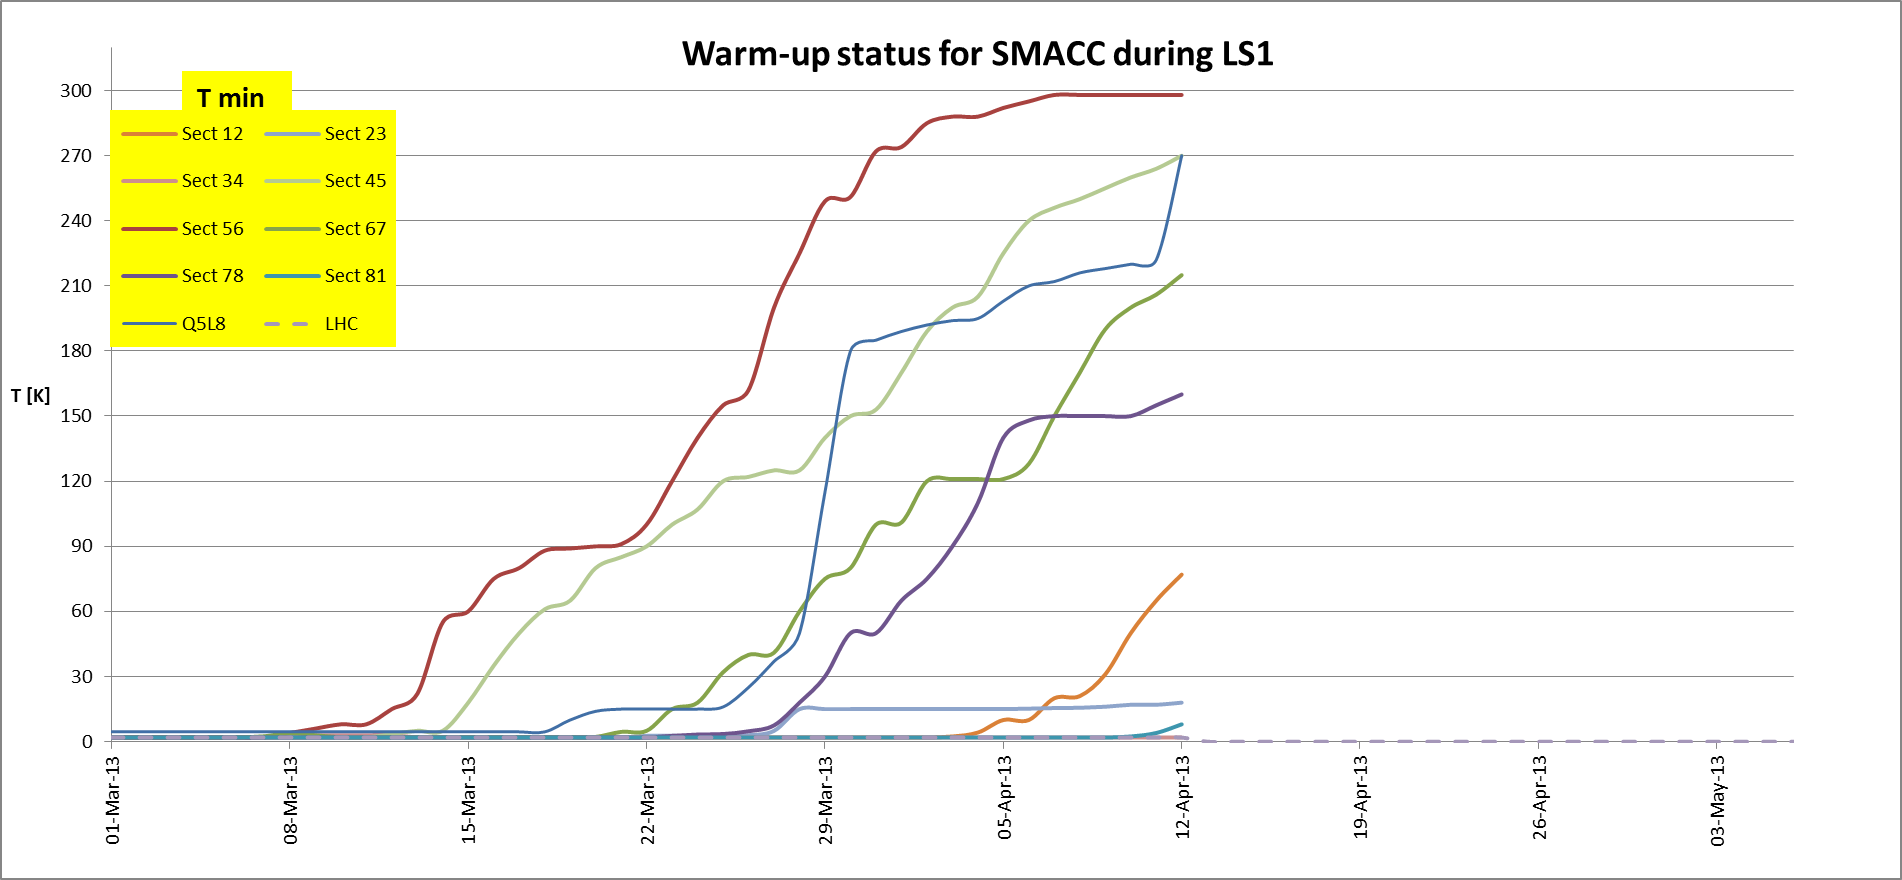 Warm-up status for SMACC during LS1
T min
Sect 12 Sect 23
Sect 34 Sect 45
Sect 56 Sect 67
Sect 78 Sect 81
Q5L8 LHC
300
270
240
210
180
150
120
90
60
30
0
T [K]
01-Mar-13
08-Mar-13
15-Mar-13
22-Mar-13
29-Mar-13
05-Apr-13
12-Apr-13
19-Apr-13
26-Apr-13
03-May-13